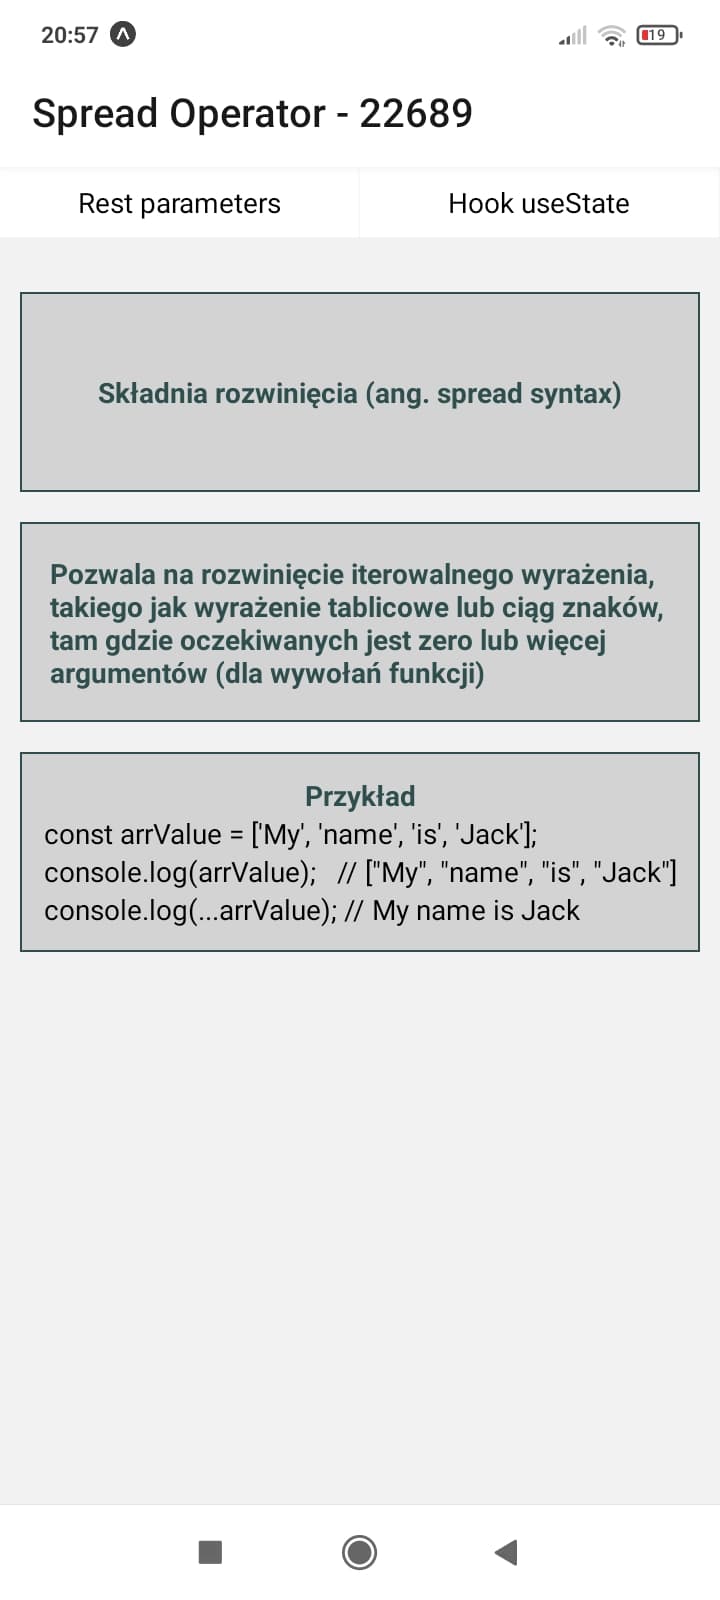 20:57
19
Spread Operator - 22689
Rest parameters
Hook useState
Składnia rozwinięcia (ang. spread syntax)
Pozwala na rozwinięcie iterowalnego wyrażenia,
takiego jak wyrażenie tablicowe lub ciąg znaków,
tam gdzie oczekiwanych jest zero lub więcej
argumentów (dla wywołań funkcji)
Przykład
const arrValue = ['My', 'name', 'is', 'Jack'];
console.log(arrValue);   // ["My", "name", "is", "Jack"]
console.log(...arrValue); // My name is Jack